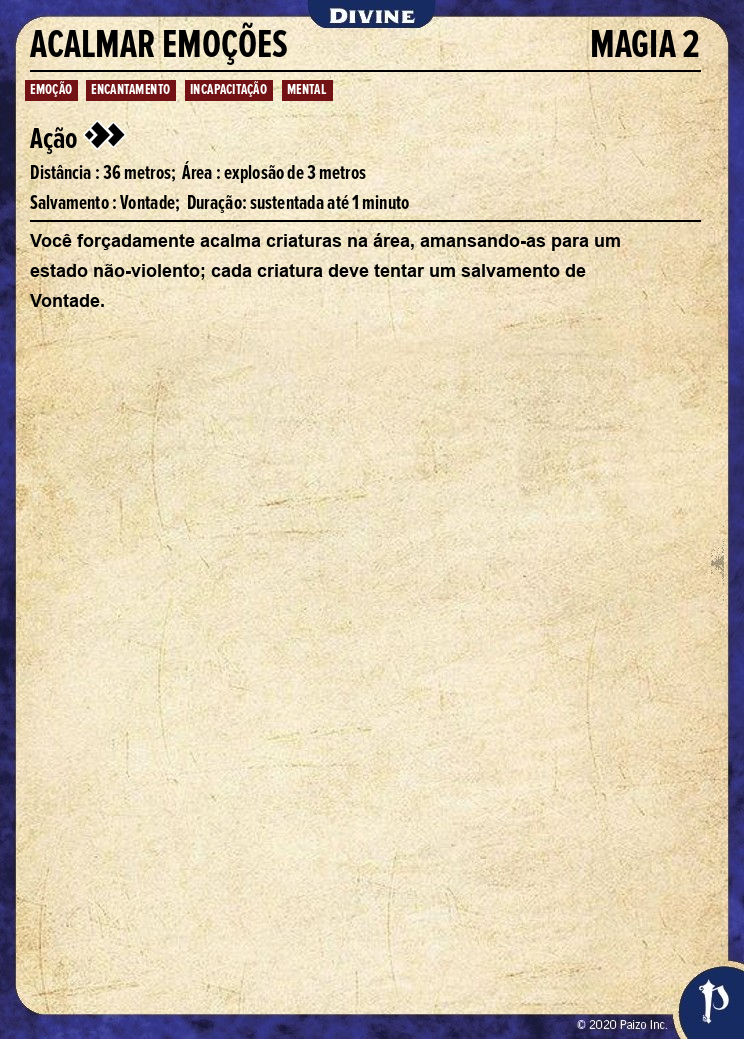 DIVINE
ACALMAR EMOÇÕES MAGIA 2
EMOÇÃO ENCANTAMENTO INCAPACITAÇÃO MENTAL
Ação
Distância : 36 metros; Área : explosão de 3 metros
Salvamento : Vontade; Duração: sustentada até 1 minuto
Você forçadamente acalma criaturas na área, amansando-as para um
estado não-violento; cada criatura deve tentar um salvamento de
Vontade.
© 2020 Paizo Inc.